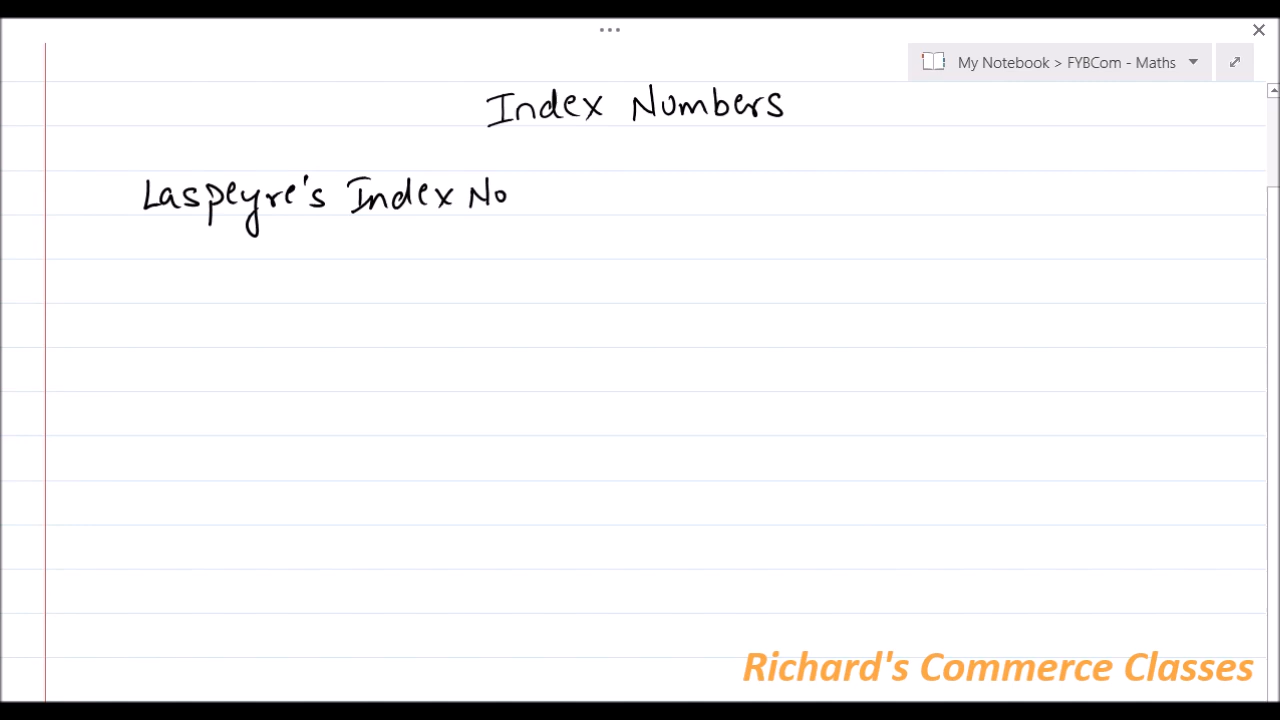 My Notebook > FYBCom - Maths
Index Numbers
Laspeyre's Index No
Richard's Commerce Classes